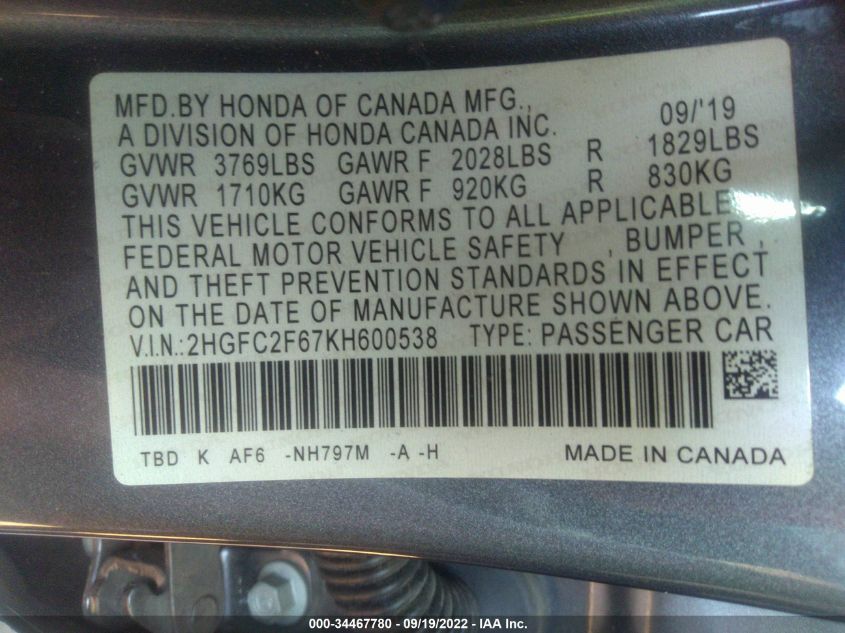 MFD.BY HONDA OF CANADA MFG., 09/'19
A DIVISION OF HONDA CANADA INC.
GVWR 3769LBS GAWR F 2028LBS R 1829LBS
GVWR 1710KG GAWR F 920KG R 830KG
THIS VEHICLE CONFORMS TO ALL APPLICABLE
FEDERAL MOTOR VEHICLE SAFETY , BUMPER ,
AND THEFT PREVENTION STANDARDS IN EFFECT
ON THE DATE OF MANUFACTURE SHOWN ABOVE.
V.I.N.:2HGFC2F67KH600538 TYPE: PASSENGER CAR
TBD K AF6 -NH797M -A -H MADE IN CANADA
000-34467780 - 09/19/2022 - IAA Inc.